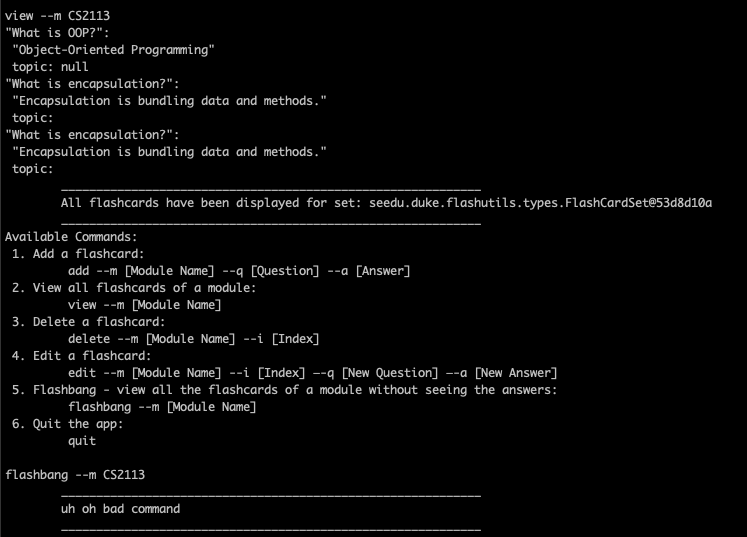 view --m CS2113
"What is OOP?":
"Object-Oriented Programming"
topic: null
"What is encapsulation?":
"Encapsulation is bundling data and methods."
topic:
"What is encapsulation?":
"Encapsulation is bundling data and methods."
topic:
____________________________________________________________
All flashcards have been displayed for set: seedu.duke.flashutils.types.FlashCardSet@53d8d10a
____________________________________________________________
Available Commands:
1. Add a flashcard:
add --m [Module Name] --q [Question] --a [Answer]
2. View all flashcards of a module:
view --m [Module Name]
3. Delete a flashcard:
delete --m [Module Name] --i [Index]
4. Edit a flashcard:
edit --m [Module Name] --i [Index] —-q [New Question] —-a [New Answer]
5. Flashbang - view all the flashcards of a module without seeing the answers:
flashbang --m [Module Name]
6. Quit the app:
quit
flashbang --m CS2113
____________________________________________________________
uh oh bad command
____________________________________________________________